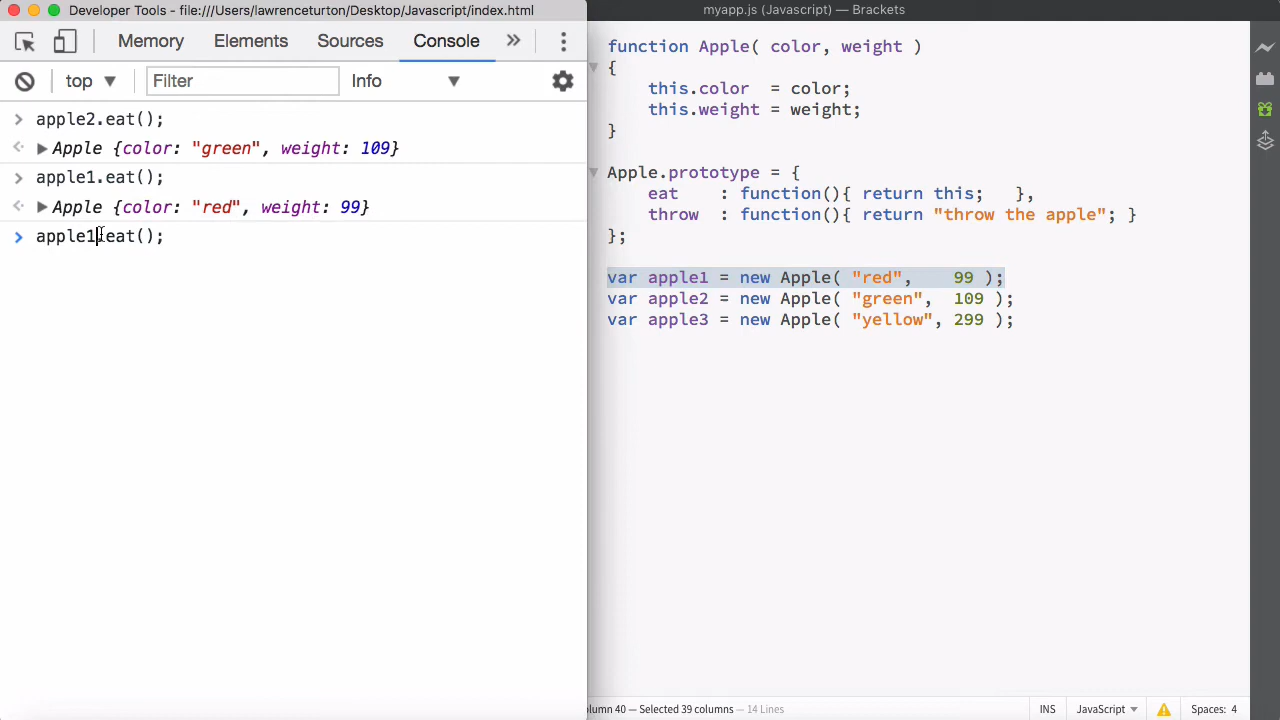 Developer Tools - file:///Users/lawrenceturton/Desktop/Javascript/index.html
Memory Elements Sources Console »
top Filter Info
> apple2.eat();
Apple {color: "green", weight: 109}
> apple1.eat();
Apple {color: "red", weight: 99}
> apple1.eat();
myapp.js (Javascript) — Brackets
function Apple( color, weight )
{
this.color = color;
this.weight = weight;
}
Apple.prototype = {
eat : function(){ return this; },
throw : function(){ return "throw the apple"; }
};
var apple1 = new Apple( "red", 99 );
var apple2 = new Apple( "green", 109 );
var apple3 = new Apple( "yellow", 299 );
olumn 40 — Selected 39 columns — 14 Lines INS JavaScript Spaces: 4